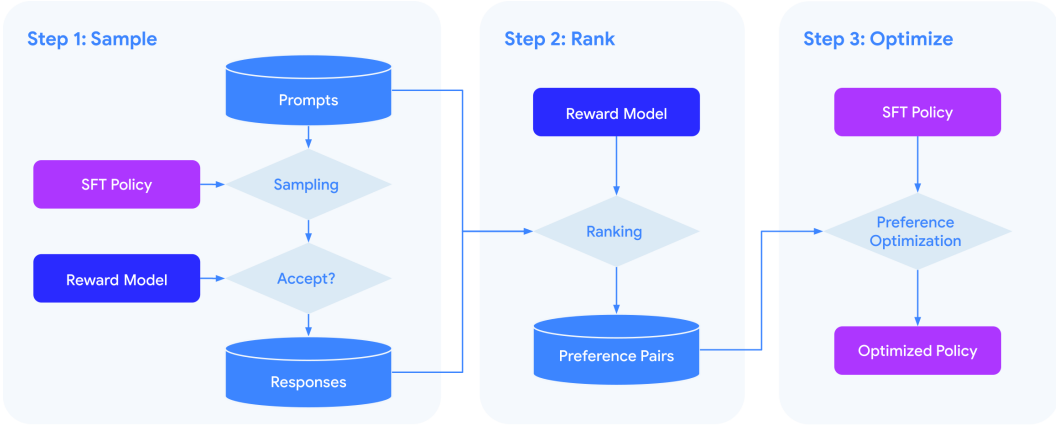 Step 1: Sample
Prompts
SFT Policy
Sampling
Reward Model
Accept?
Responses
Step 2: Rank
Reward Model
Ranking
Preference Pairs
Step 3: Optimize
SFT Policy
Preference
Optimization
Optimized Policy